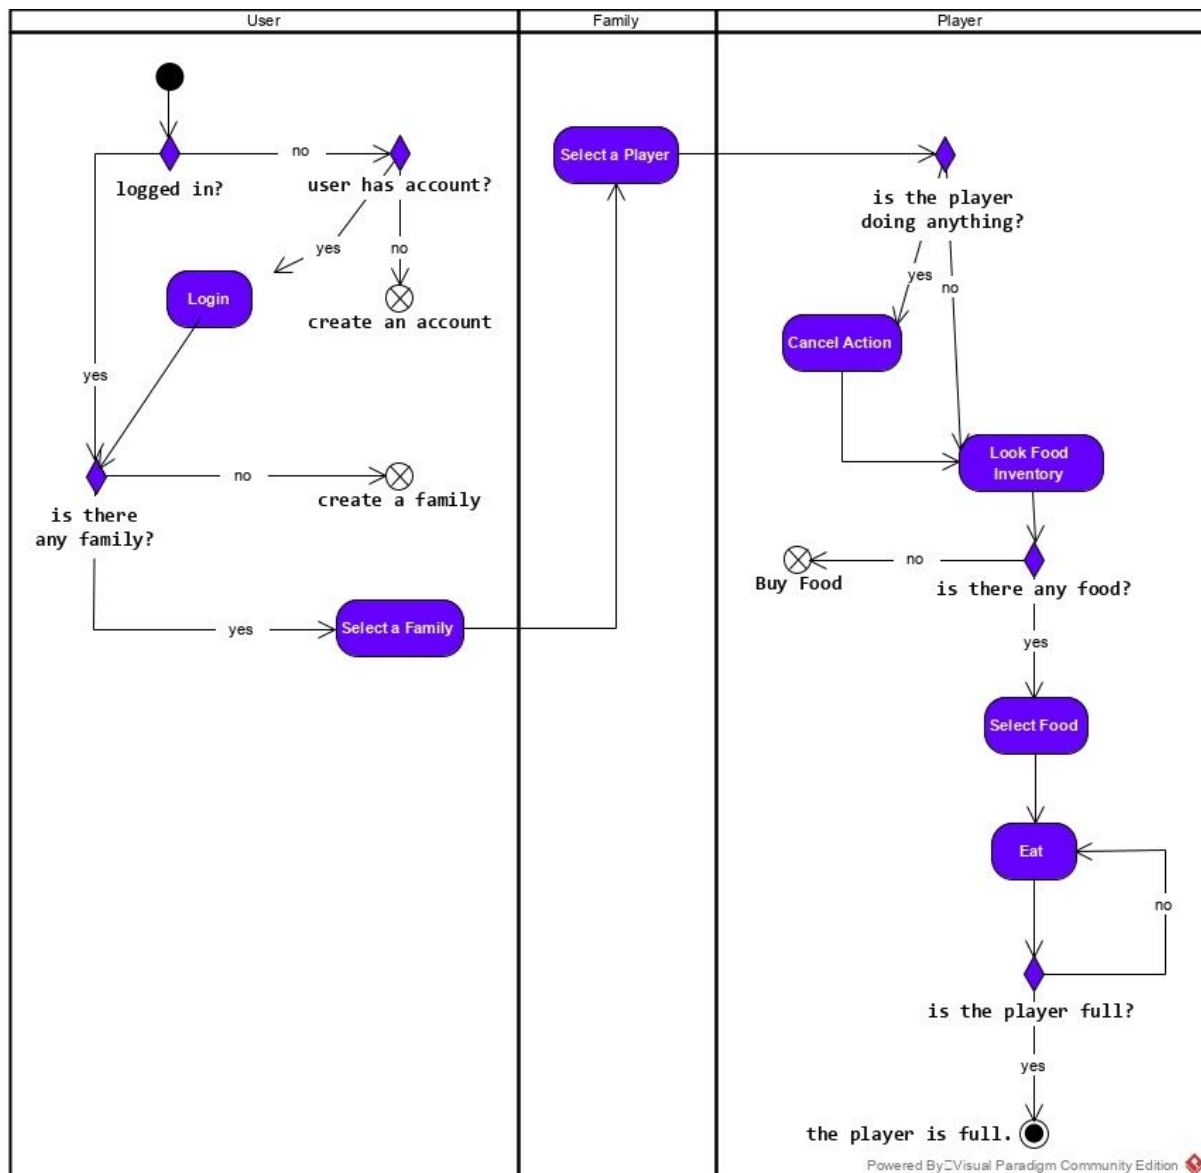 User
Family
Player
logged in?
no
user has account?
yes
no
Login
create an account
yes
is there
any family?
no
create a family
yes
Select a Family
Select a Player
is the player
doing anything?
yes
no
Cancel Action
Look Food
Inventory
no
Buy Food
is there any food?
yes
Select Food
Eat
no
is the player full?
yes
the player is full.
Powered By Visual Paradigm Community Edition